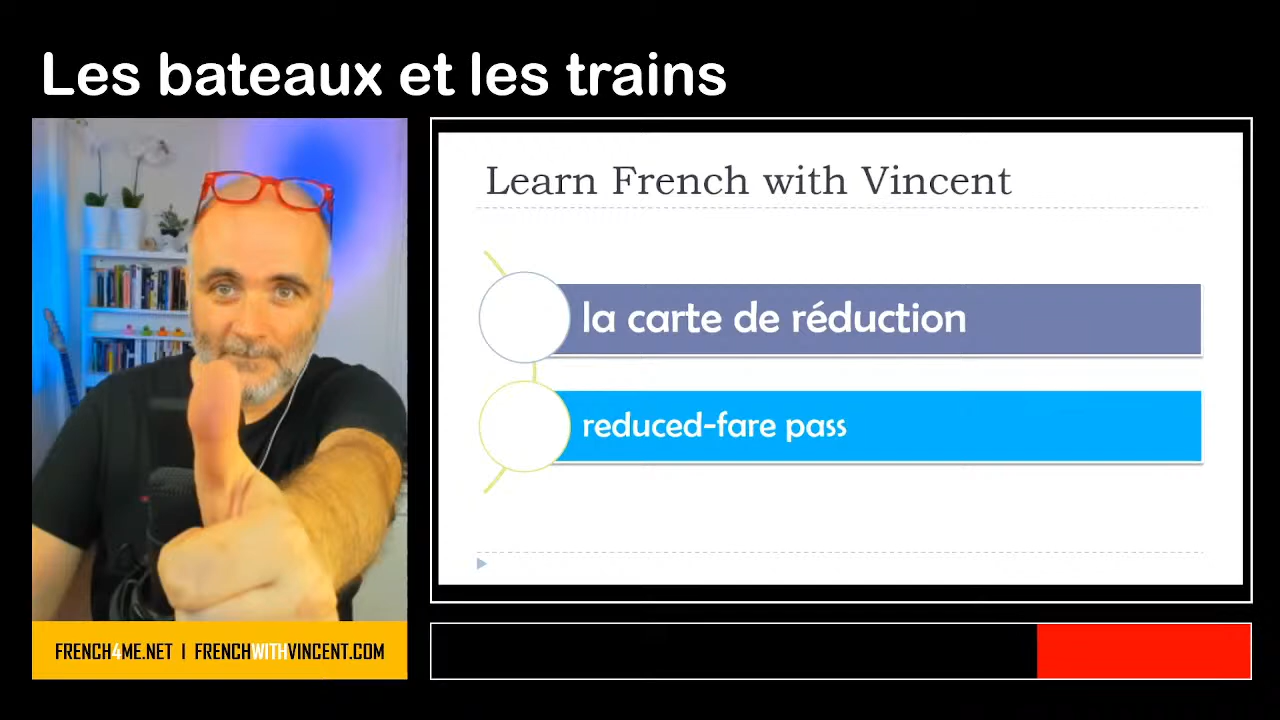 Les bateaux et les trains
Learn French with Vincent
la carte de réduction
reduced-fare pass
FRENCH4ME.NET I FRENCHWITHVINCENT.COM